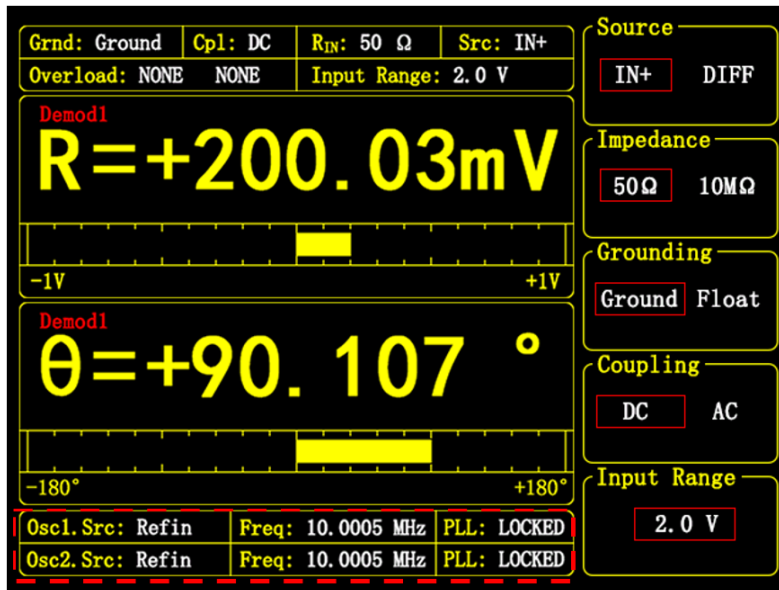 Grnd: Ground Cpl: DC RIN: 50 Ω Src: IN+
Overload: NONE NONE Input Range: 2.0 V
Demod1
R=+200.03mV
-1V +1V
Demod1
θ=+90.107 °
-180° +180°
Osc1.Src: Refin Freq: 10.0005 MHz PLL: LOCKED
Osc2.Src: Refin Freq: 10.0005 MHz PLL: LOCKED
Source
IN+ DIFF
Impedance
50Ω 10MΩ
Grounding
Ground Float
Coupling
DC AC
Input Range
2.0 V